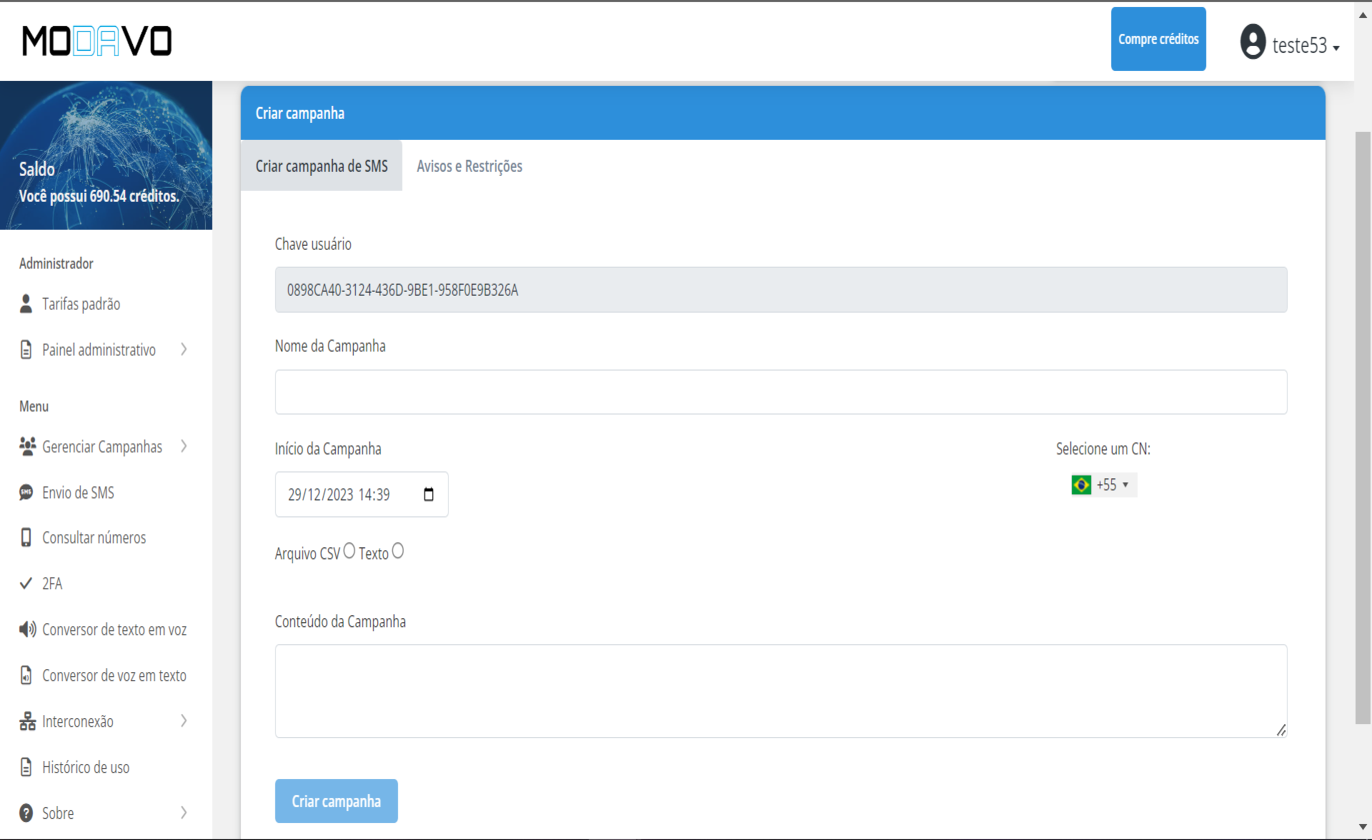 MODAVO
Compre créditos
teste53
Saldo
Você possui 690.54 créditos.
Administrador
Tarifas padrão
Painel administrativo
Menu
Gerenciar Campanhas
SMS Envio de SMS
Consultar números
2FA
Conversor de texto em voz
Conversor de voz em texto
Interconexão
Histórico de uso
? Sobre
Criar campanha
Criar campanha de SMS Avisos e Restrições
Chave usuário
0898CA40-3124-436D-9BE1-958F0E9B326A
Nome da Campanha
Início da Campanha Selecione um CN:
29/12/2023 14:39 +55
Arquivo CSV Texto
Conteúdo da Campanha
Criar campanha